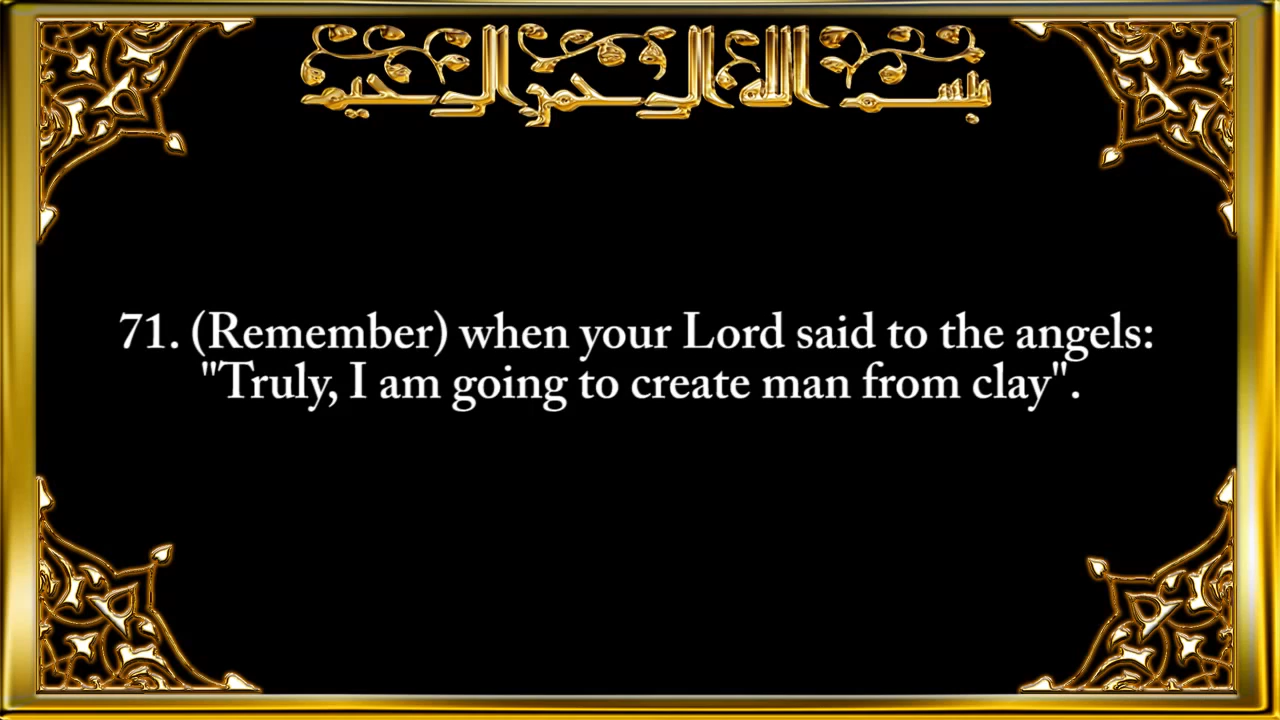 بسم الله الرحمن الرحيم
71. (Remember) when your Lord said to the angels:
"Truly, I am going to create man from clay".